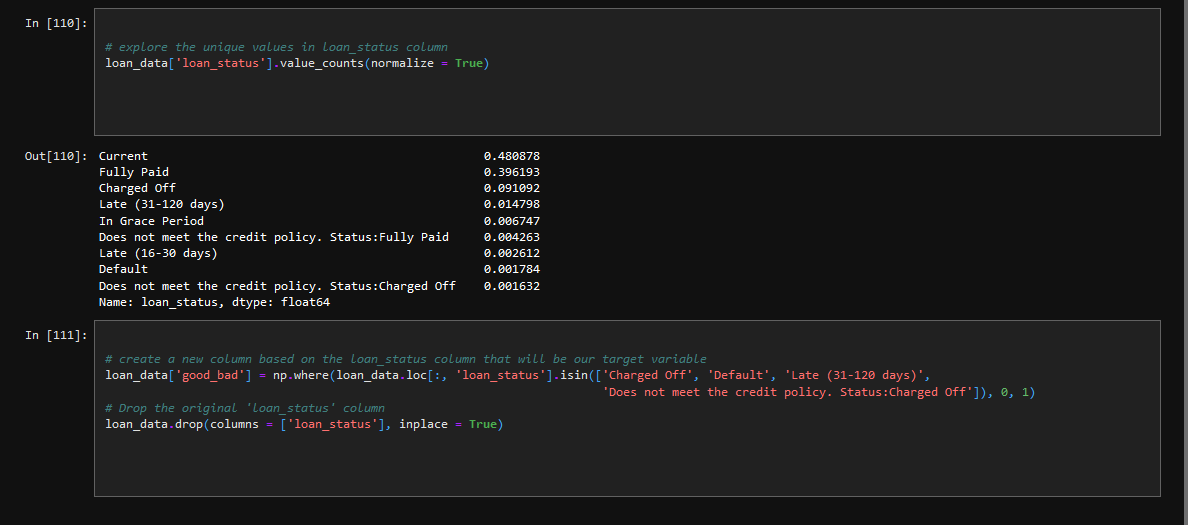 In [110]:
# explore the unique values in loan_status column
loan_data['loan_status'].value_counts(normalize = True)
Out[110]: Current 0.480878
Fully Paid 0.396193
Charged Off 0.091092
Late (31-120 days) 0.014798
In Grace Period 0.006747
Does not meet the credit policy. Status:Fully Paid 0.004263
Late (16-30 days) 0.002612
Default 0.001784
Does not meet the credit policy. Status:Charged Off 0.001632
Name: loan_status, dtype: float64
In [111]:
# create a new column based on the loan_status column that will be our target variable
loan_data['good_bad'] = np.where(loan_data.loc[:, 'loan_status'].isin(['Charged Off', 'Default', 'Late (31-120 days)',
'Does not meet the credit policy. Status:Charged Off']), 0, 1)
# Drop the original 'loan_status' column
loan_data.drop(columns = ['loan_status'], inplace = True)